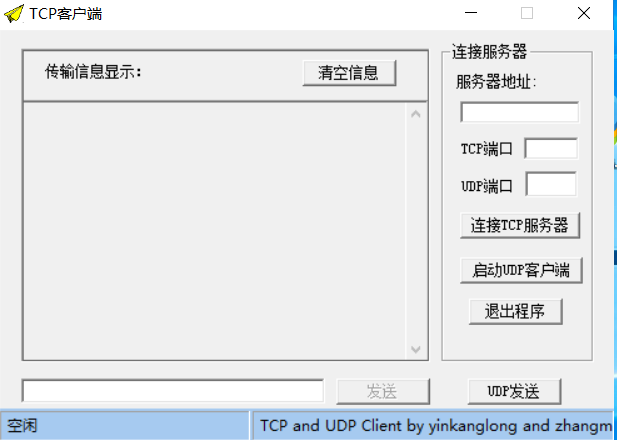 TCP客户端
传输信息显示:
清空信息
连接服务器
服务器地址:
TCP端口
UDP端口
连接TCP服务器
启动UDP客户端
退出程序
发送
UDP发送
空闲
TCP and UDP Client by yinkanglong and zhangm